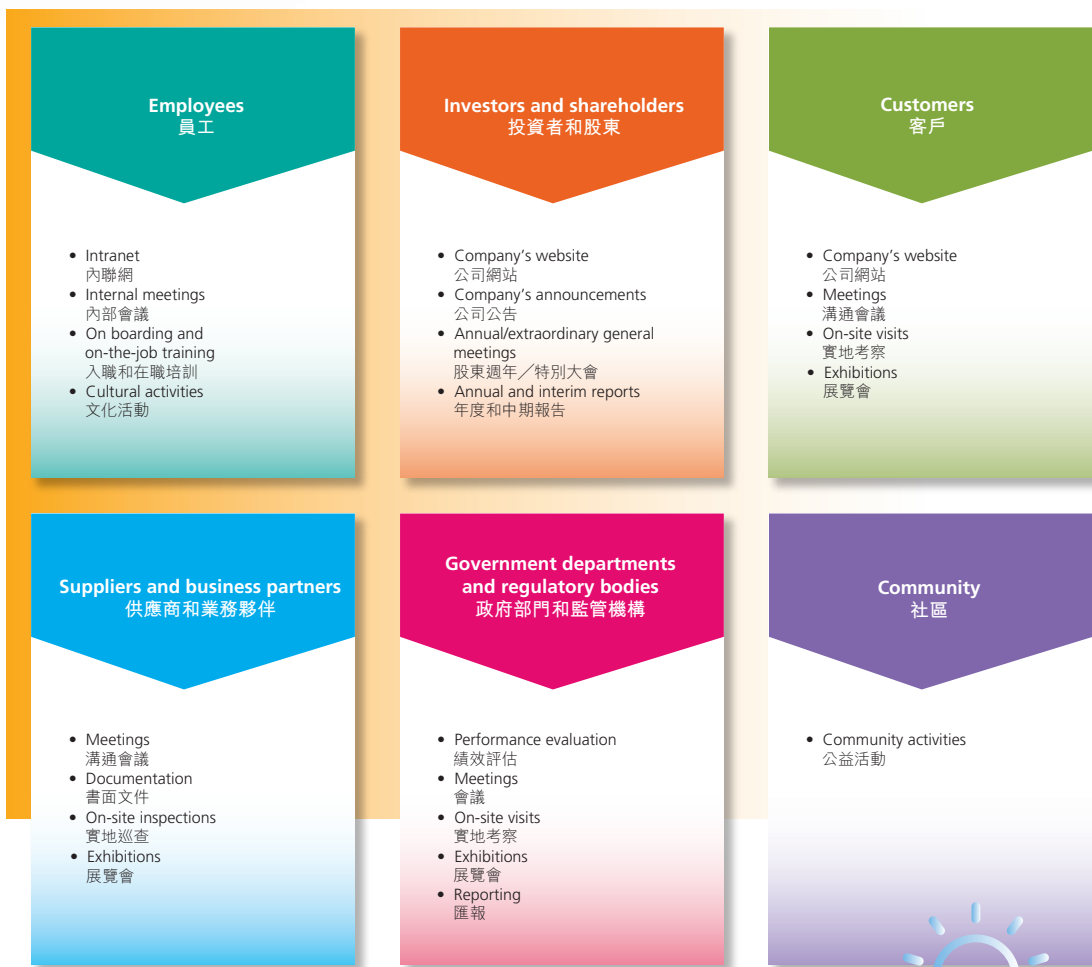 Employees
員工
• Intranet
內聯網
• Internal meetings
內部會議
• On boarding and
on-the-job training
入職和在職培訓
• Cultural activities
文化活動
Investors and shareholders
投資者和股東
• Company's website
公司網站
• Company's announcements
公司公告
• Annual/extraordinary general
meetings
股東週年／特別大會
• Annual and interim reports
年度和中期報告
Customers
客戶
• Company's website
公司網站
• Meetings
溝通會議
• On-site visits
實地考察
• Exhibitions
展覽會
Suppliers and business partners
供應商和業務夥伴
• Meetings
溝通會議
• Documentation
書面文件
• On-site inspections
實地巡查
• Exhibitions
展覽會
Government departments
and regulatory bodies
政府部門和監管機構
• Performance evaluation
績效評估
• Meetings
會議
• On-site visits
實地考察
• Exhibitions
展覽會
• Reporting
匯報
Community
社區
• Community activities
公益活動